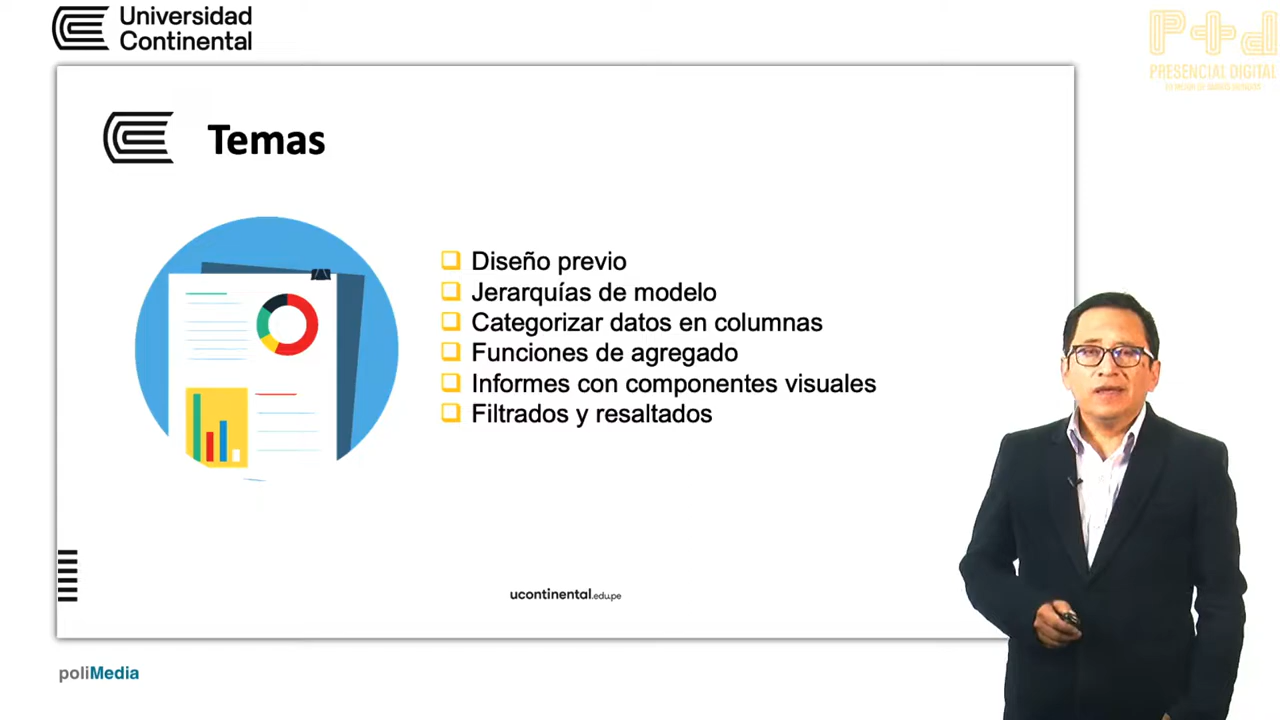 Universidad
Continental
PRESENCIAL DIGITAL
Temas
Diseño previo
Jerarquías de modelo
Categorizar datos en columnas
Funciones de agregado
Informes con componentes visuales
Filtrados y resaltados
ucontinental.edu.pe
poliMedia